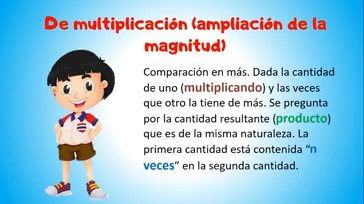 De multiplicación (ampliación de la
magnitud)
Comparación en más. Dada la cantidad
de uno (multiplicando) y las veces
que otro la tiene de más. Se pregunta
por la cantidad resultante (producto)
que es de la misma naturaleza. La
primera cantidad está contenida “n
veces” en la segunda cantidad.